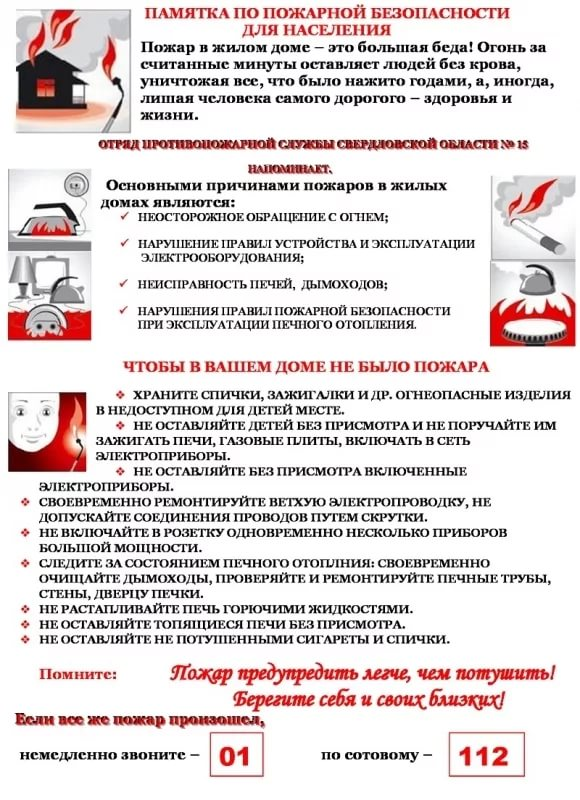 ПАМЯТКА ПО ПОЖАРНОЙ БЕЗОПАСНОСТИ
ДЛЯ НАСЕЛЕНИЯ
Пожар в жилом доме – это большая беда! Огонь за
считанные минуты оставляет людей без крова,
уничтожая все, что было нажито годами, а, иногда,
лишая человека самого дорогого – здоровья и
жизни.
ОТРЯД ПРОТИВОПОЖАРНОЙ СЛУЖБЫ СВЕРДЛОВСКОЙ ОБЛАСТИ № 15
НАПОМИНАЕТ.
Основными причинами пожаров в жилых
домах являются:
✓ НЕОСТОРОЖНОЕ ОБРАЩЕНИЕ С ОГНЕМ;
✓ НАРУШЕНИЕ ПРАВИЛ УСТРОЙСТВА И ЭКСПЛУАТАЦИИ
ЭЛЕКТРООБОРУДОВАНИЯ;
✓ НЕИСПРАВНОСТЬ ПЕЧЕЙ, ДЫМОХОДОВ;
✓ НАРУШЕНИЯ ПРАВИЛ ПОЖАРНОЙ БЕЗОПАСНОСТИ
ПРИ ЭКСПЛУАТАЦИИ ПЕЧНОГО ОТОПЛЕНИЯ.
ЧТОБЫ В ВАШЕМ ДОМЕ НЕ БЫЛО ПОЖАРА
❖ ХРАНИТЕ СПИЧКИ, ЗАЖИГАЛКИ И ДР. ОГНЕОПАСНЫЕ ИЗДЕЛИЯ
В НЕДОСТУПНОМ ДЛЯ ДЕТЕЙ МЕСТЕ.
❖ НЕ ОСТАВЛЯЙТЕ ДЕТЕЙ БЕЗ ПРИСМОТРА И НЕ ПОРУЧАЙТЕ ИМ
ЗАЖИГАТЬ ПЕЧИ, ГАЗОВЫЕ ПЛИТЫ, ВКЛЮЧАТЬ В СЕТЬ
ЭЛЕКТРОПРИБОРЫ.
❖ НЕ ОСТАВЛЯЙТЕ БЕЗ ПРИСМОТРА ВКЛЮЧЕННЫЕ
ЭЛЕКТРОПРИБОРЫ.
❖ СВОЕВРЕМЕННО РЕМОНТИРУЙТЕ ВЕТХУЮ ЭЛЕКТРОПРОВОДКУ, НЕ
ДОПУСКАЙТЕ СОЕДИНЕНИЯ ПРОВОДОВ ПУТЕМ СКРУТКИ.
❖ НЕ ВКЛЮЧАЙТЕ В РОЗЕТКУ ОДНОВРЕМЕННО НЕСКОЛЬКО ПРИБОРОВ
БОЛЬШОЙ МОЩНОСТИ.
❖ СЛЕДИТЕ ЗА СОСТОЯНИЕМ ПЕЧНОГО ОТОПЛНИЯ: СВОЕВРЕМЕННО
ОЧИЩАЙТЕ ДЫМОХОДЫ, ПРОВЕРЯЙТЕ И РЕМОНТИРУЙТЕ ПЕЧНЫЕ ТРУБЫ,
СТЕНЫ, ДВЕРЦУ ПЕЧКИ.
❖ НЕ РАСТАПЛИВАЙТЕ ПЕЧЬ ГОРЮЧИМИ ЖИДКОСТЯМИ.
❖ НЕ ОСТАВЛЯЙТЕ ТОПЯЩИЕСЯ ПЕЧИ БЕЗ ПРИСМОТРА.
❖ НЕ ОСТАВЛЯЙТЕ НЕ ПОТУШЕННЫМИ СИГАРЕТЫ И СПИЧКИ.
Помните: Пожар предупредить легче, чем потушить!
Берегите себя и своих близких!
Если все же пожар произошел,
немедленно звоните – 01 по сотовому – 112